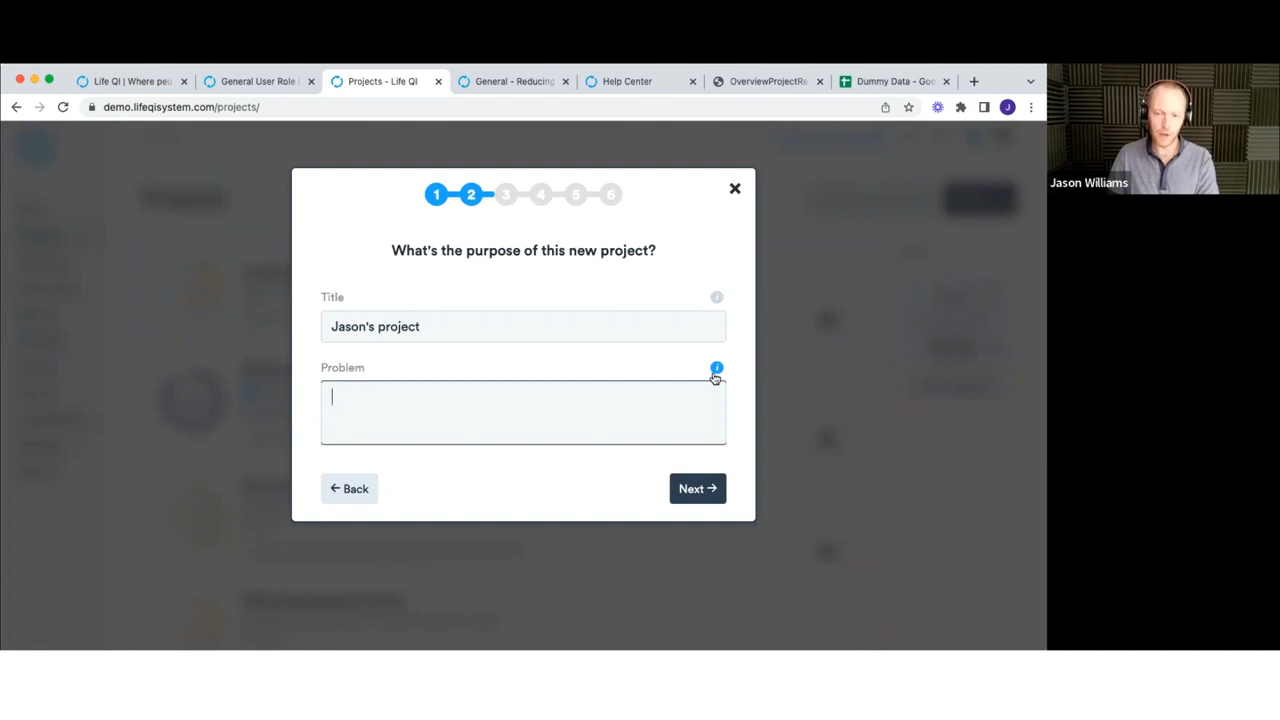 Life QI | Where peo
General User Role |
Projects - Life QI
General - Reducing
Help Center
OverviewProjectRe
Dummy Data - Goo
demo.lifeqisystem.com/projects/
J
Jason Williams
1 2 3 4 5 6
What's the purpose of this new project?
Title
Jason's project
Problem
← Back
Next →